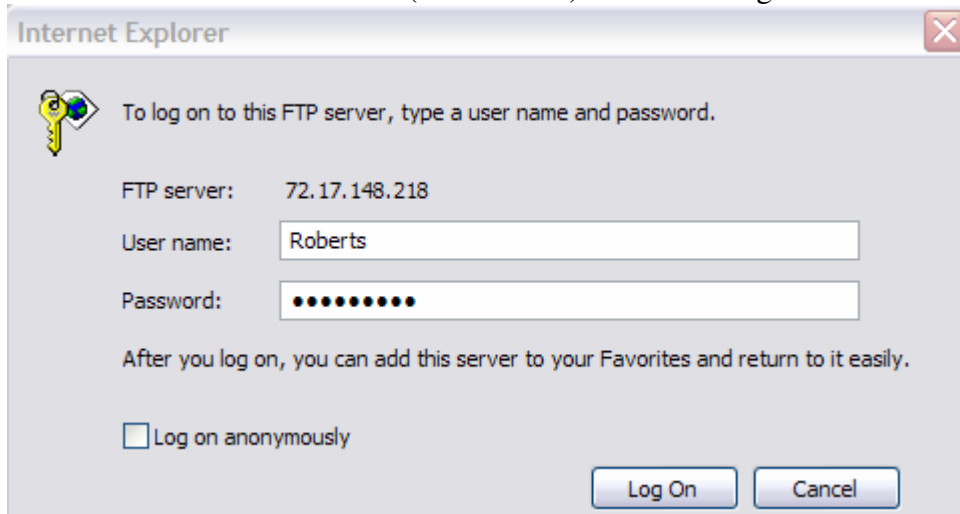 Internet Explorer
To log on to this FTP server, type a user name and password.
FTP server: 72.17.148.218
User name: Roberts
Password: •••••••••
After you log on, you can add this server to your Favorites and return to it easily.
Log on anonymously
Log On Cancel